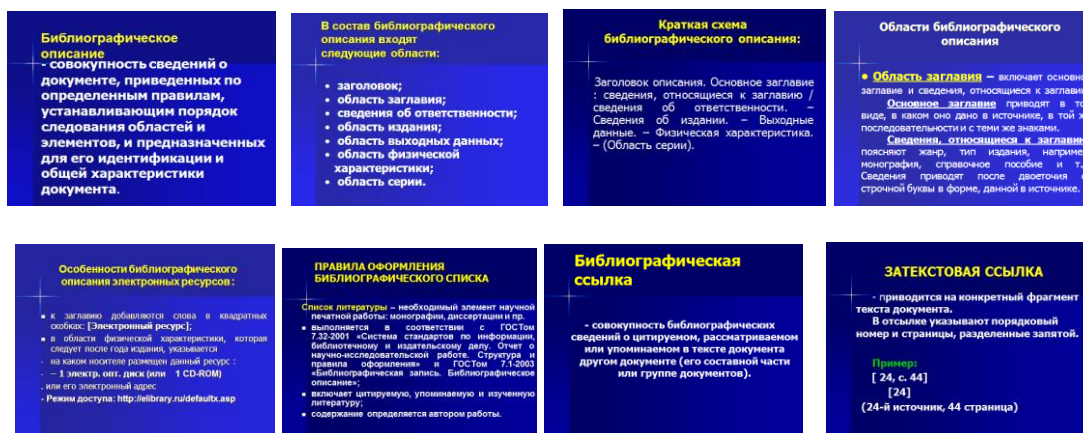 Библиографическое
описание
- совокупность сведений о
документе, приведенных по
определенным правилам,
устанавливающим порядок
следования областей и
элементов, и предназначенных
для его идентификации и
общей характеристики
документа.
В состав библиографического
описания входят
следующие области:
• заголовок;
• область заглавия;
• сведения об ответственности;
• область издания;
• область выходных данных;
• область физической
характеристики;
• область серии.
Краткая схема
библиографического описания:
Заголовок описания. Основное заглавие
: сведения, относящиеся к заглавию /
сведения об ответственности. –
Сведения об издании. – Выходные
данные. – Физическая характеристика.
– (Область серии).
Области библиографического
описания
• Область заглавия – включает основно
заглавие и сведения, относящиеся к заглави
Основное заглавие приводят в то
виде, в каком оно дано в источнике, в той ж
последовательности и с теми же знаками.
Сведения, относящиеся к заглави
поясняют жанр, тип издания, наприме
монография, справочное пособие и т.
Сведения приводят после двоеточия с
строчной буквы в форме, данной в источнике.
Особенности библиографического
описания электронных ресурсов:
к заглавию добавляются слова в квадратных
скобках: [Электронный ресурс];
в области физической характеристики, которая
следует после года издания, указывается
- на каком носителе размещен данный ресурс :
- – 1 электр. опт. диск (или 1 CD-ROM)
. или его электронный адрес
- Режим доступа: http://elibrary.ru/defaultx.asp
ПРАВИЛА ОФОРМЛЕНИЯ
БИБЛИОГРАФИЧЕСКОГО СПИСКА
Список литературы – необходимый элемент научной
печатной работы: монографии, диссертации и пр.
выполняется в соответствии с ГОСТом
7.32-2001 «Система стандартов по информации,
библиотечному и издательскому делу. Отчет о
научно-исследовательской работе. Структура и
правила оформления» и ГОСТом 7.1-2003
«Библиографическая запись. Библиографическое
описание»;
включает цитируемую, упоминаемую и изученную
литературу;
содержание определяется автором работы.
Библиографическая
ссылка
- совокупность библиографических
сведений о цитируемом, рассматриваемом
или упоминаемом в тексте документа
другом документе (его составной части
или группе документов).
ЗАТЕКСТОВАЯ ССЫЛКА
- приводится на конкретный фрагмент
текста документа.
В отсылке указывают порядковый
номер и страницы, разделенные запятой.
Пример:
[ 24, с. 44]
[24]
(24-й источник, 44 страница)